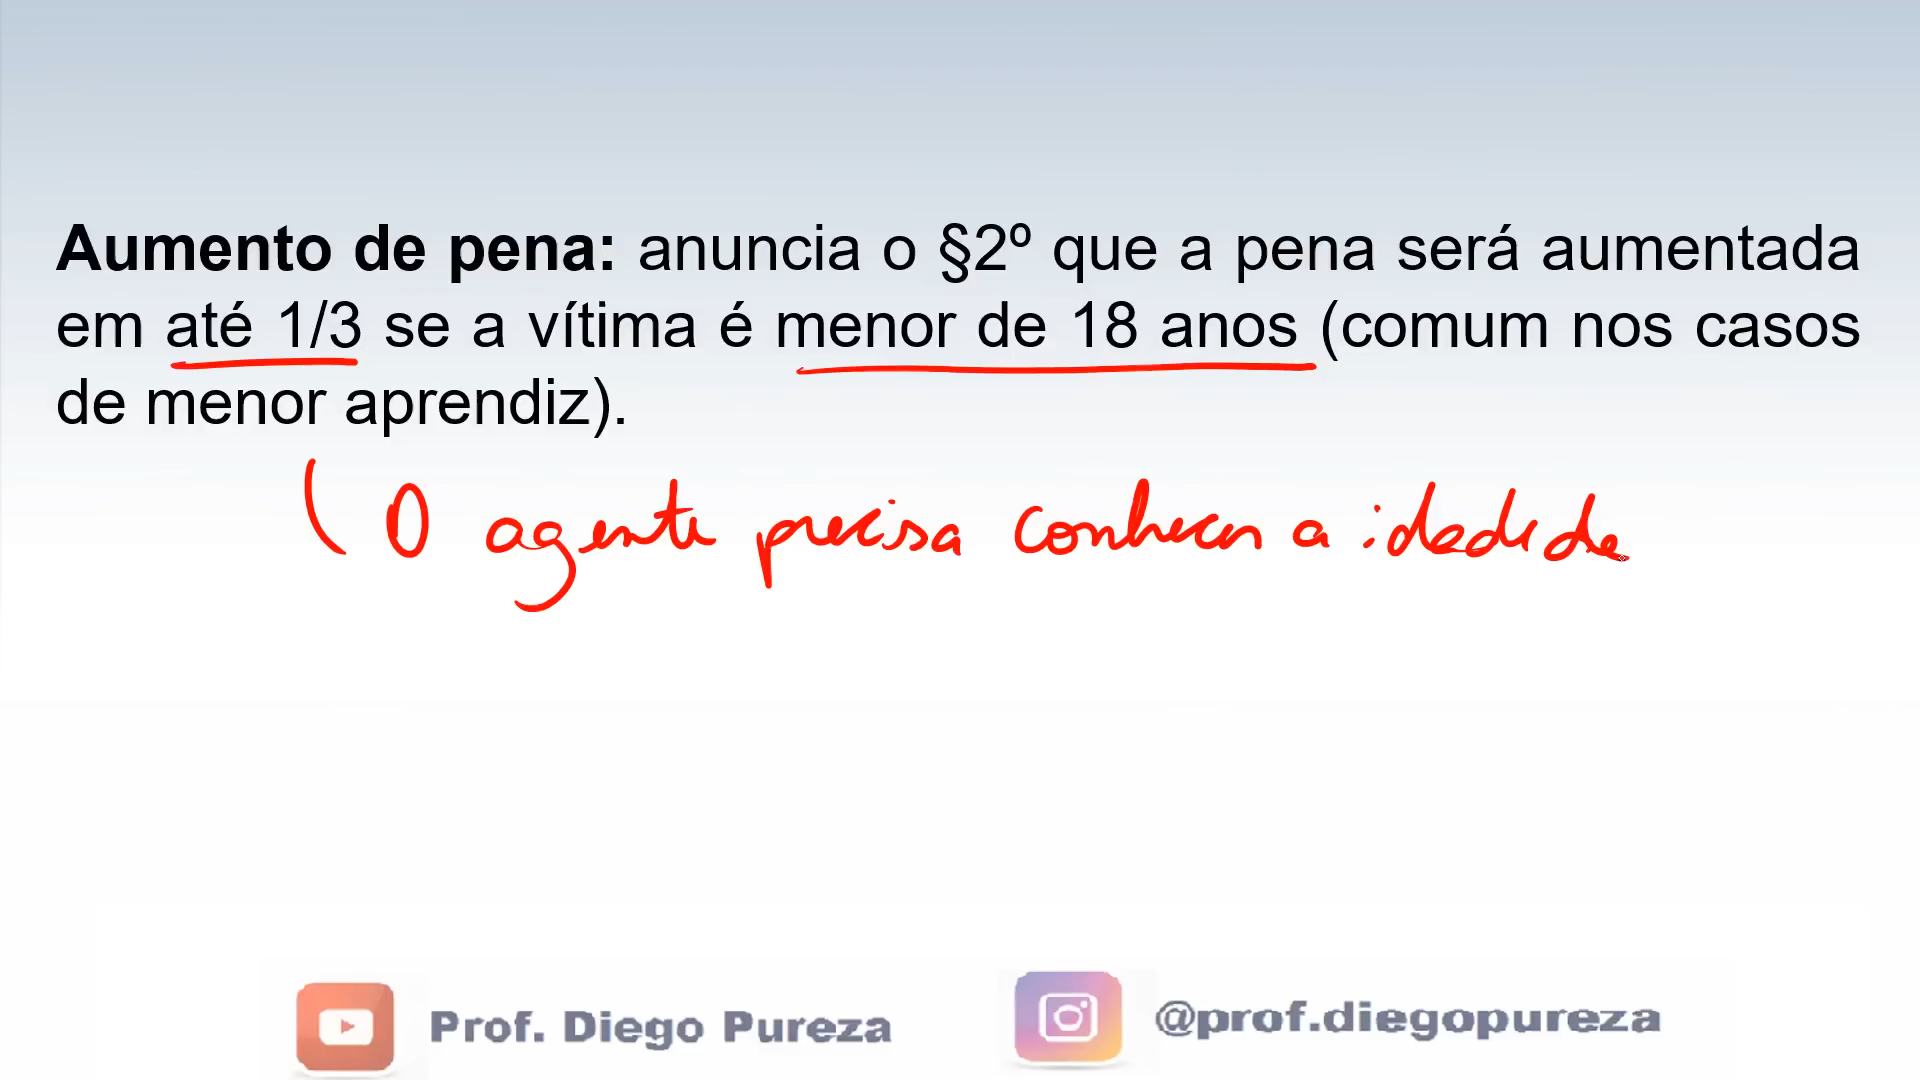 Aumento de pena: anuncia o §2º que a pena será aumentada
em até 1/3 se a vítima é menor de 18 anos (comum nos casos
de menor aprendiz).
( O agente precisa conhecer a idade de
Prof. Diego Pureza
@prof.diegopureza